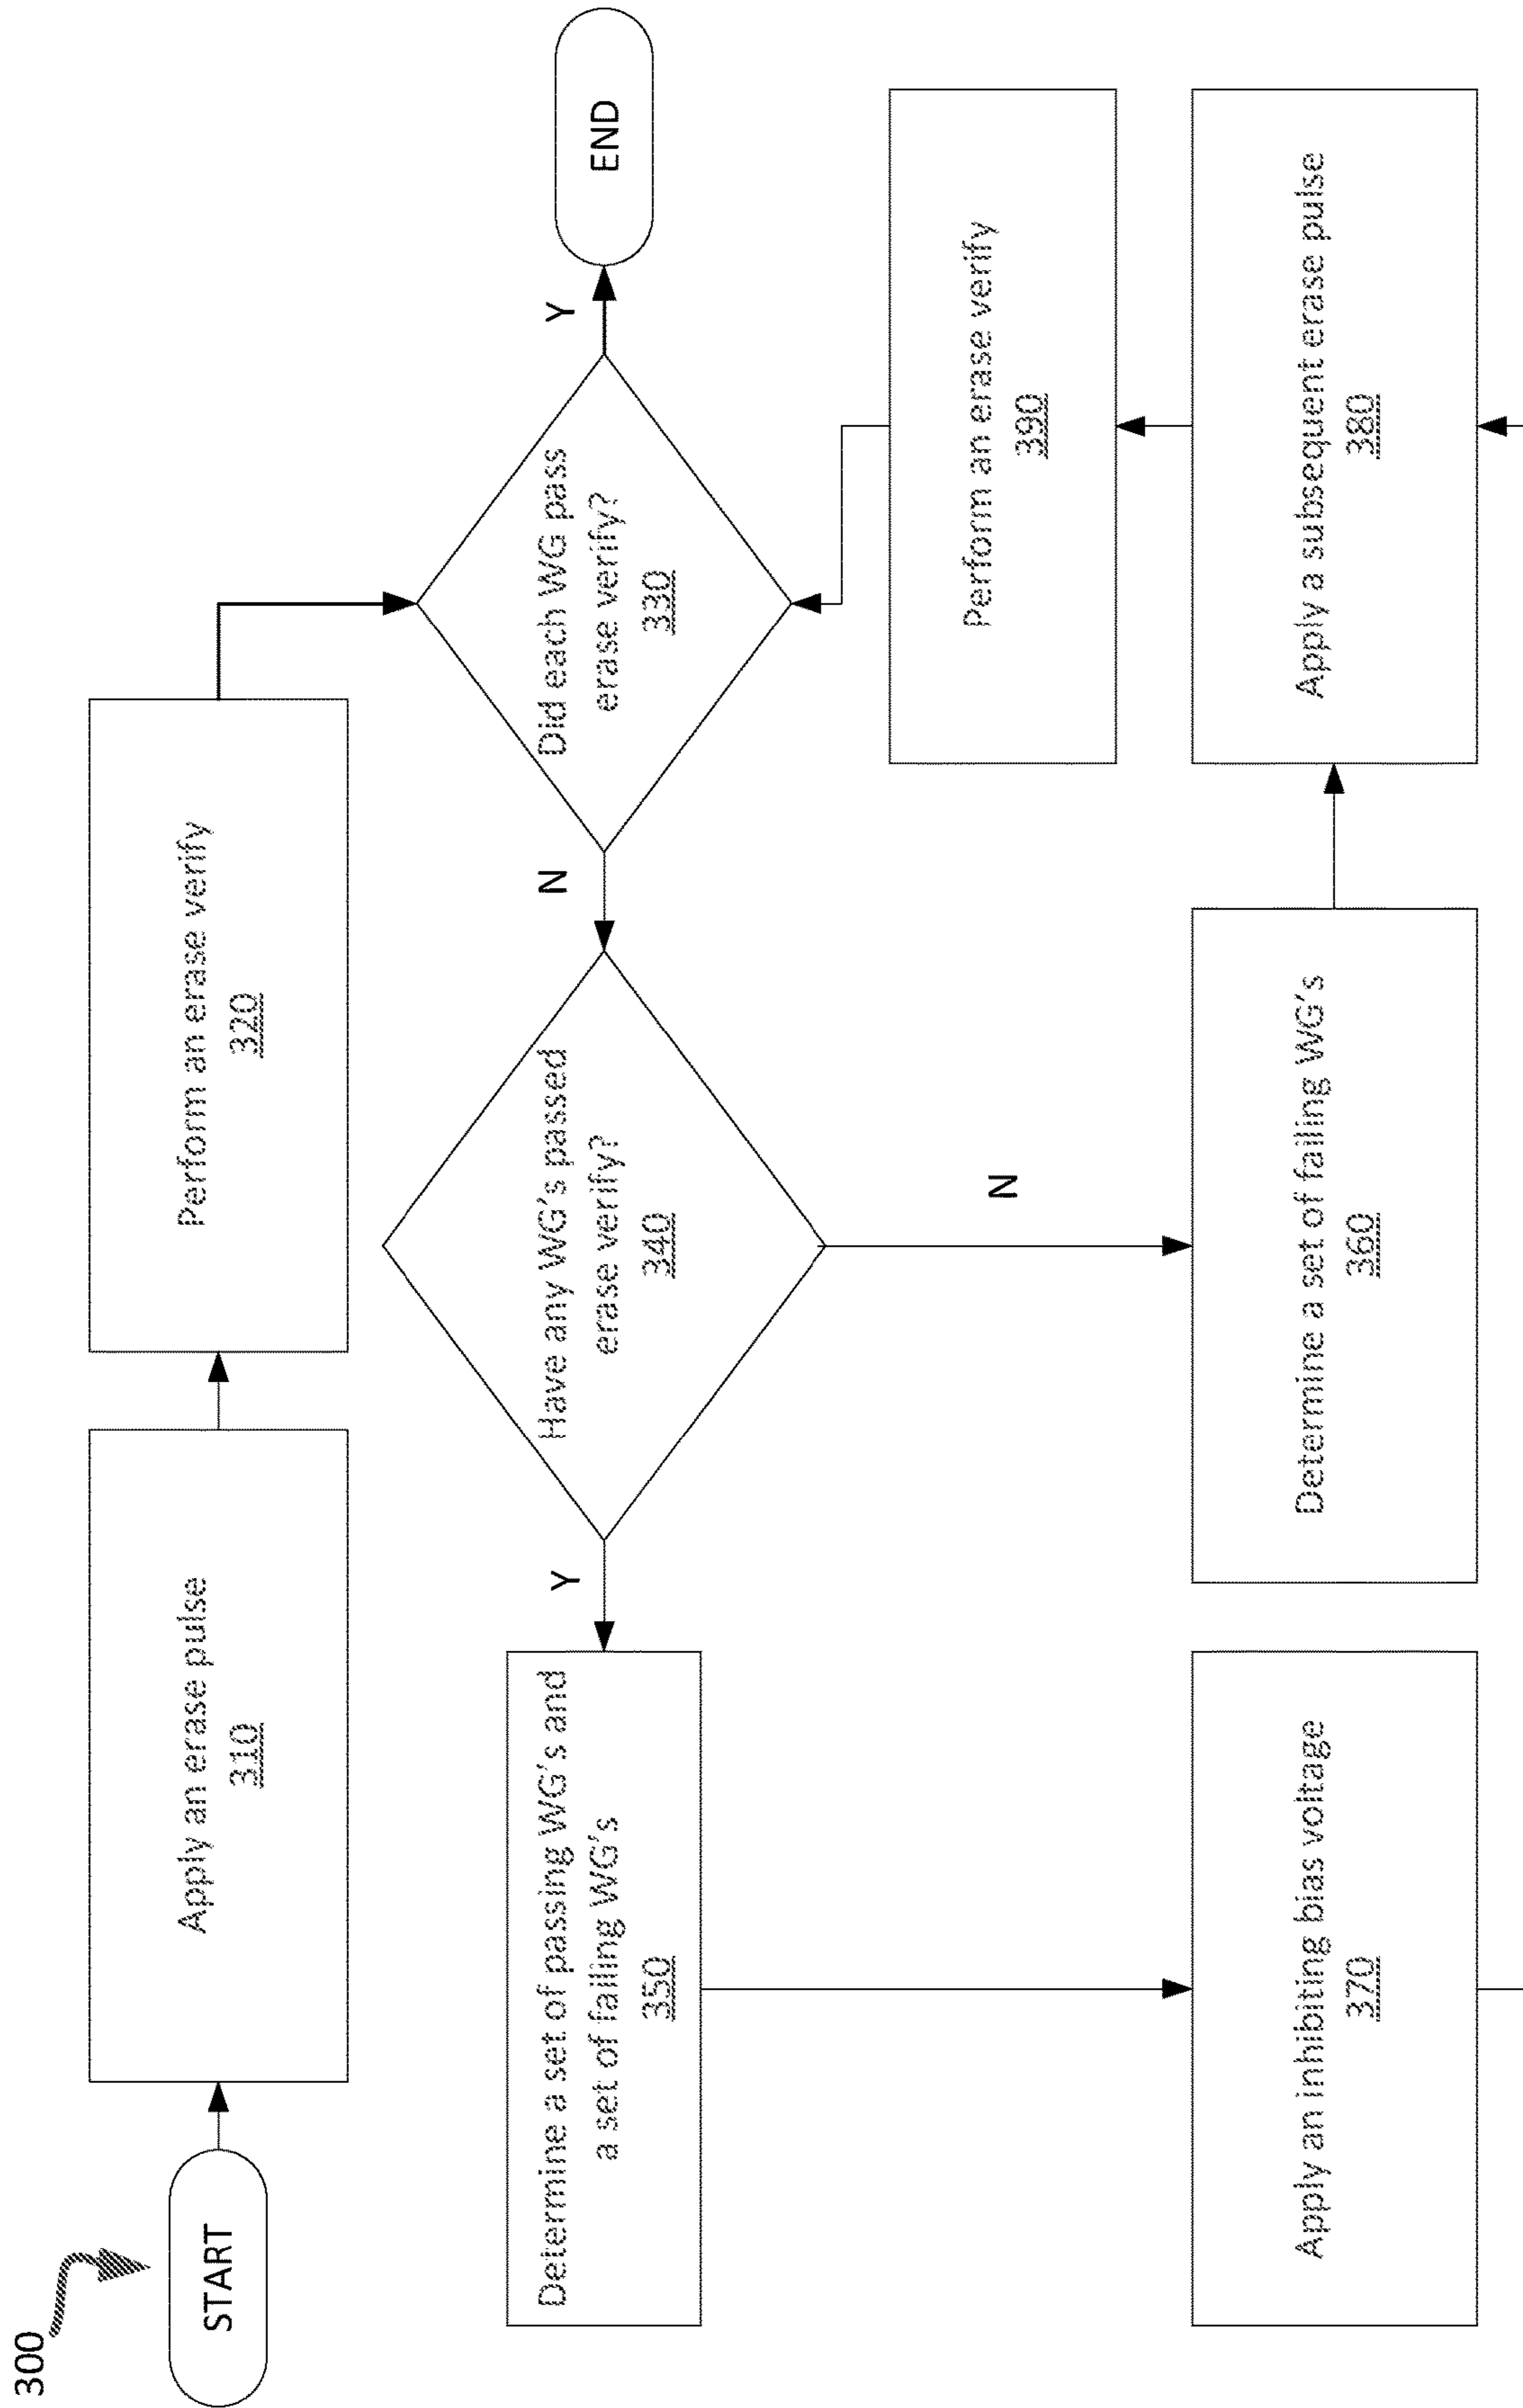 300
START
Apply an erase pulse
310
Perform an erase verify
320
Did each WG pass
erase verify?
330
Y
END
N
Have any WG's passed
erase verify?
340
Y
N
Determine a set of passing WG's and
a set of failing WG's
350
Determine a set of failing WG's
360
Apply an inhibiting bias voltage
370
Apply a subsequent erase pulse
380
Perform an erase verify
390